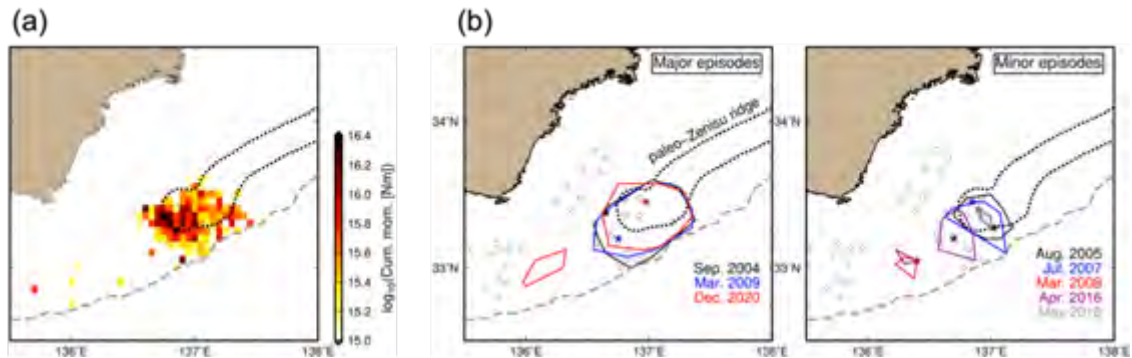 (a)
136°E
137°E
138°E
16.4
16.2
16.0
15.8
15.6
15.4
15.2
15.0
log10(Cum. mom. [Nm])
(b)
Major episodes
paleo-Zenisu ridge
34°N
33°N
Sep. 2004
Mar. 2009
Dec. 2020
136°E
137°E
138°E
Minor episodes
34°N
33°N
Aug. 2005
Jul. 2007
Mar. 2008
Apr. 2016
136°E
137°E
138°E